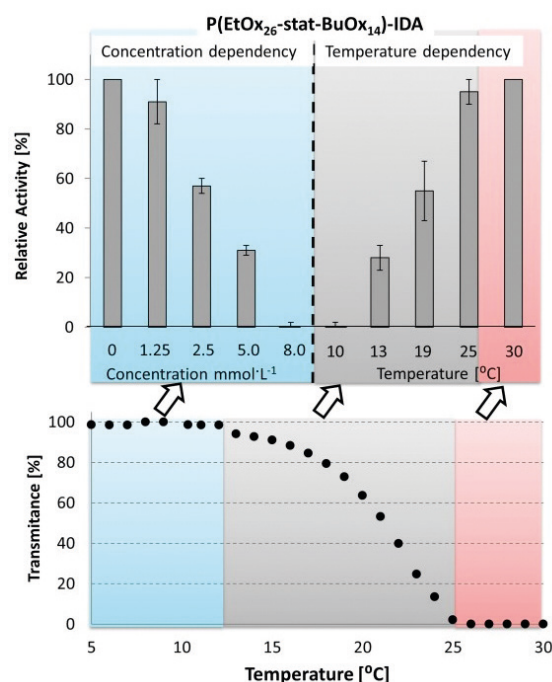 P(EtOx26-stat-BuOx14)-IDA
Concentration dependency
Temperature dependency
Relative Activity [%]
100
80
60
40
20
0
0 1.25 2.5 5.0 8.0 10 13 19 25 30
Concentration mmol·L-1
Temperature [⁰C]
Transmitance [%]
100
80
60
40
20
0
5 10 15 20 25 30
Temperature [⁰C]